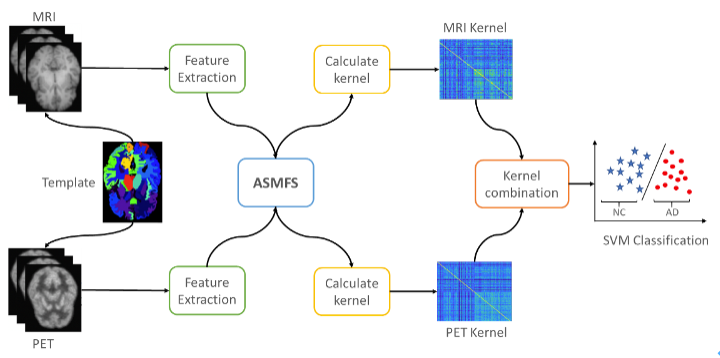 MRI
Feature
Extraction
Calculate
kernel
MRI Kernel
Template
ASMFS
Kernel
combination
NC
AD
SVM Classification
PET
Feature
Extraction
Calculate
kernel
PET Kernel